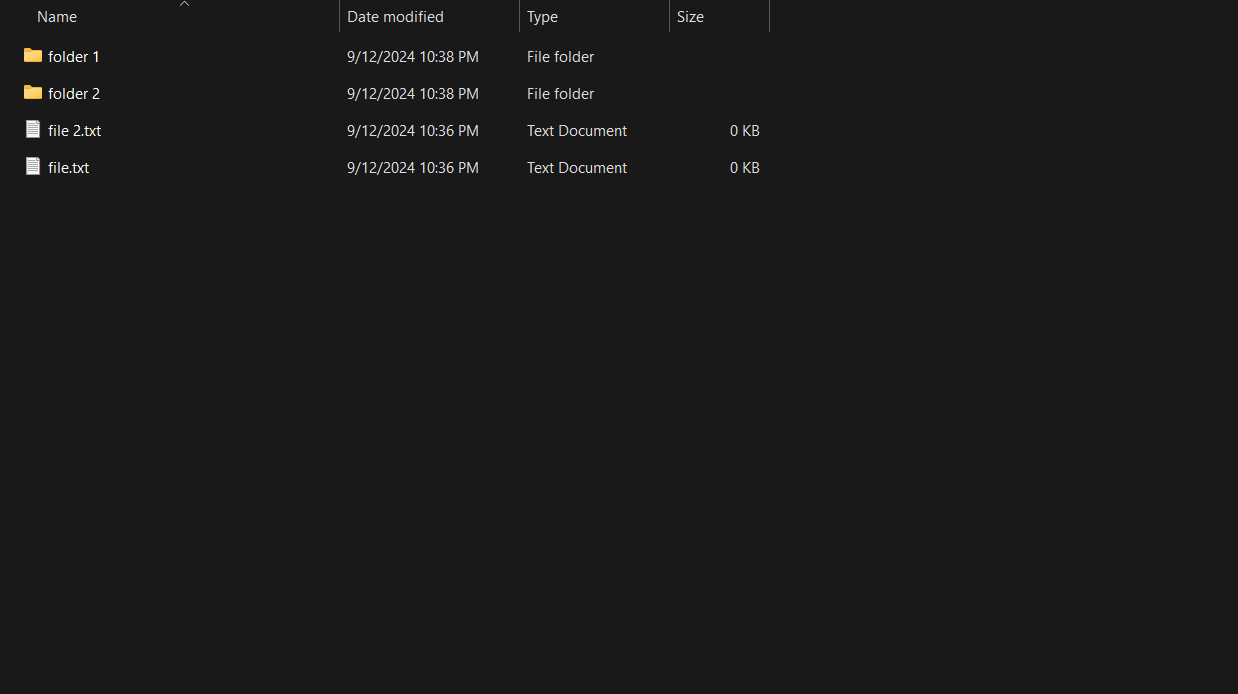 Name Date modified Type Size
folder 1 9/12/2024 10:38 PM File folder
folder 2 9/12/2024 10:38 PM File folder
file 2.txt 9/12/2024 10:36 PM Text Document 0 KB
file.txt 9/12/2024 10:36 PM Text Document 0 KB